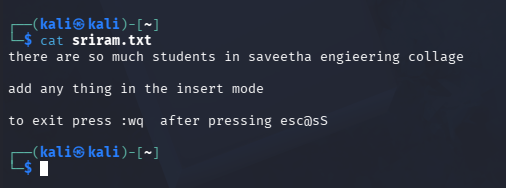 ┌──(kali㉿kali)-[~]
└─$ cat sriram.txt
there are so much students in saveetha engieering collage
add any thing in the insert mode
to exit press :wq  after pressing esc@sS
┌──(kali㉿kali)-[~]
└─$